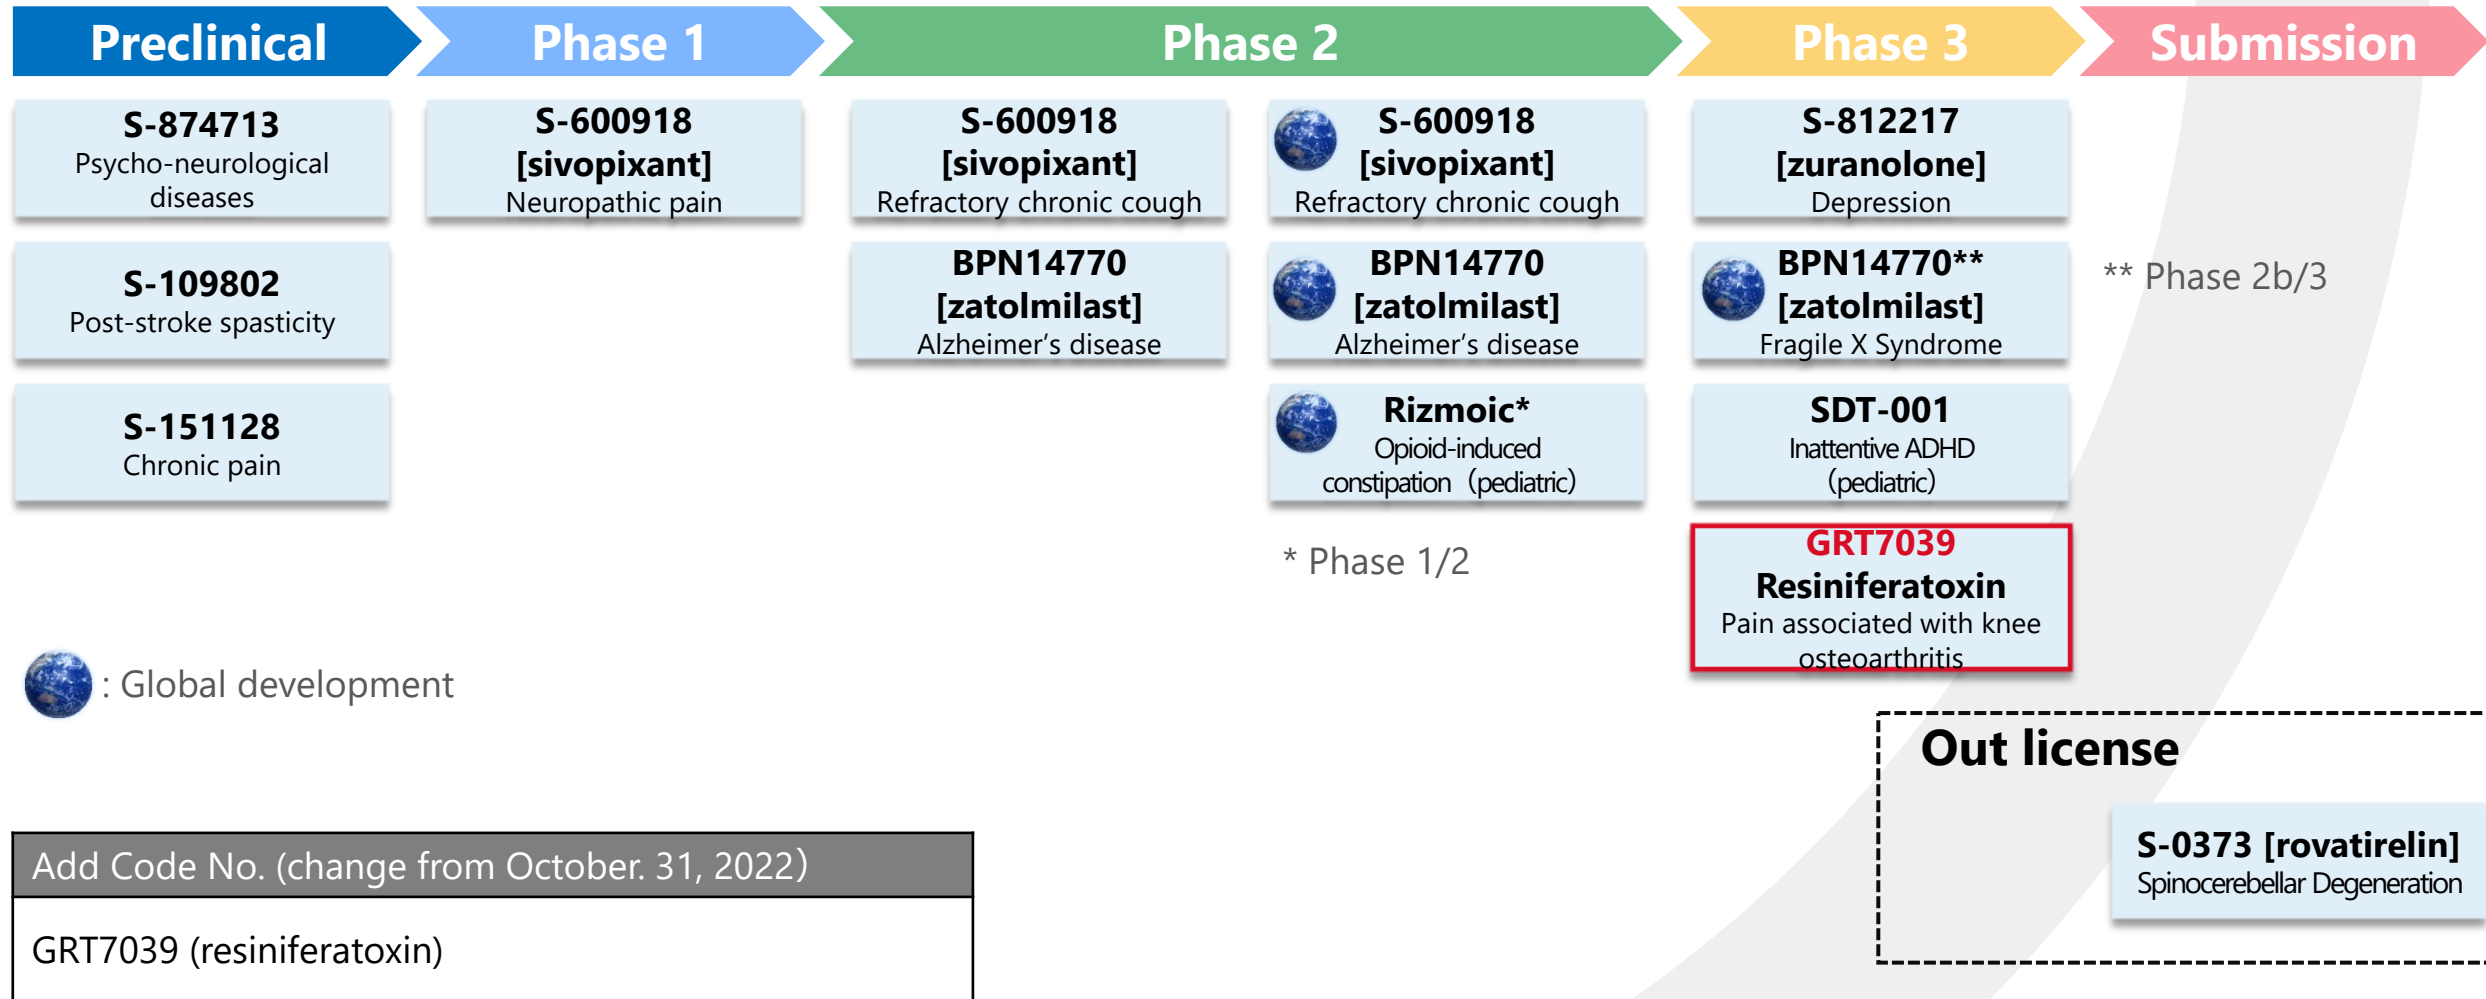 Preclinical
Phase 1
Phase 2
Phase 3
Submission
S-874713
Psycho-neurological
diseases
S-109802
Post-stroke spasticity
S-151128
Chronic pain
S-600918
[sivopixant]
Neuropathic pain
S-600918
[sivopixant]
Refractory chronic cough
BPN14770
[zatolmilast]
Alzheimer’s disease
S-600918
[sivopixant]
Refractory chronic cough
BPN14770
[zatolmilast]
Alzheimer’s disease
Rizmoic*
Opioid-induced
constipation（pediatric）
* Phase 1/2
S-812217
[zuranolone]
Depression
BPN14770**
[zatolmilast]
Fragile X Syndrome
** Phase 2b/3
SDT-001
Inattentive ADHD
（pediatric）
GRT7039
Resiniferatoxin
Pain associated with knee
osteoarthritis
: Global development
Out license
S-0373 [rovatirelin]
Spinocerebellar Degeneration
Add Code No. (change from October. 31, 2022）
GRT7039 (resiniferatoxin)